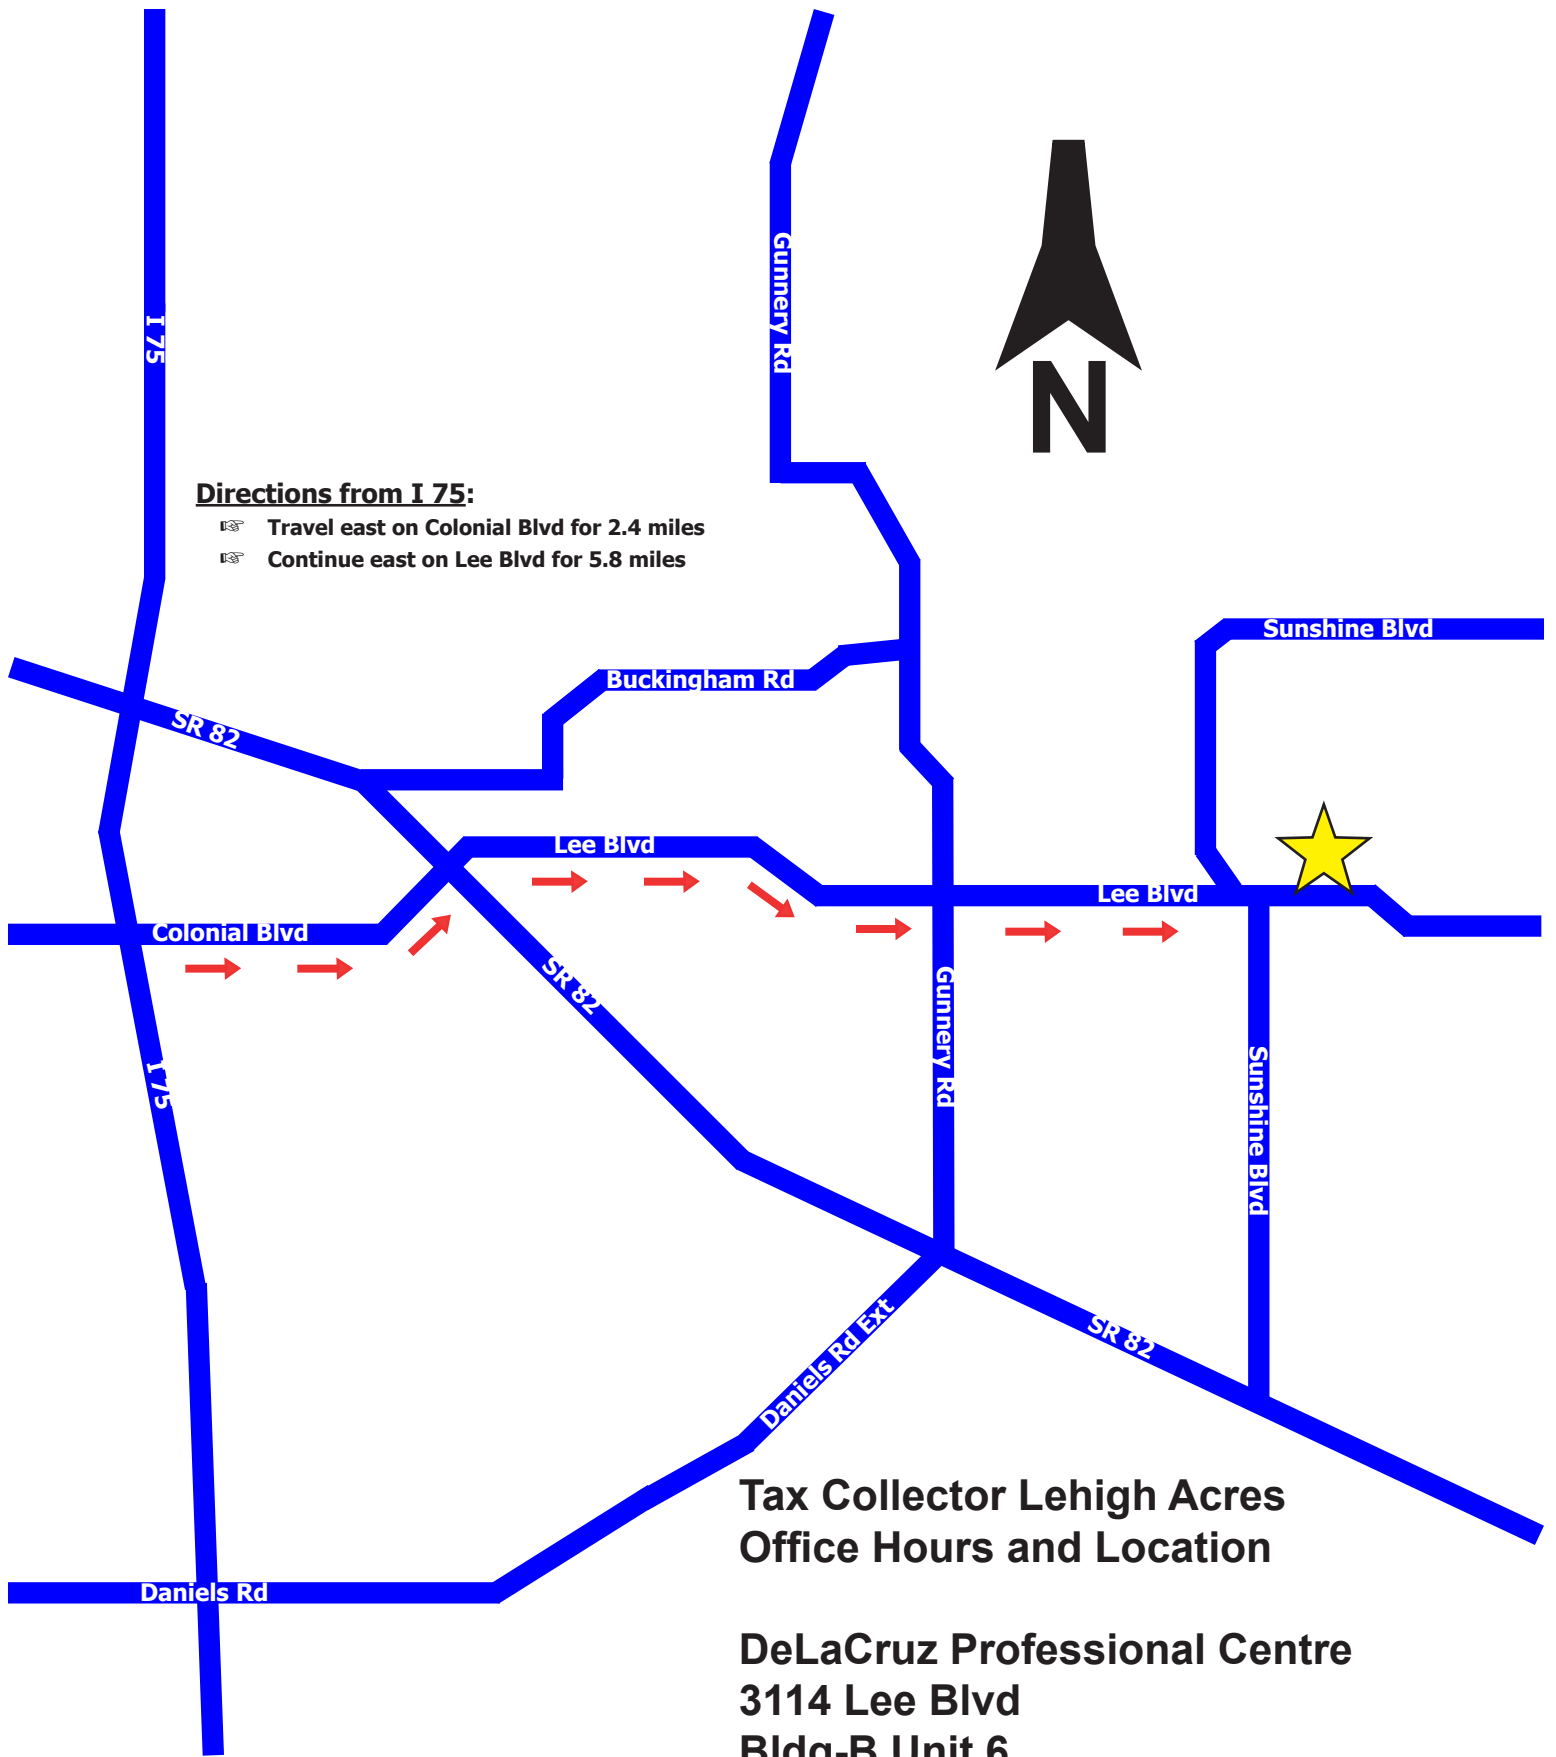 Gunnery Rd
I 75
N
Directions from I 75:
☞ Travel east on Colonial Blvd for 2.4 miles
☞ Continue east on Lee Blvd for 5.8 miles
Sunshine Blvd
Buckingham Rd
SR 82
Lee Blvd
Lee Blvd
Colonial Blvd
SR 82
Gunnery Rd
I 75
Sunshine Blvd
Daniels Rd Ext
SR 82
Daniels Rd
Tax Collector Lehigh Acres
Office Hours and Location
DeLaCruz Professional Centre
3114 Lee Blvd
Bldg-B Unit 6